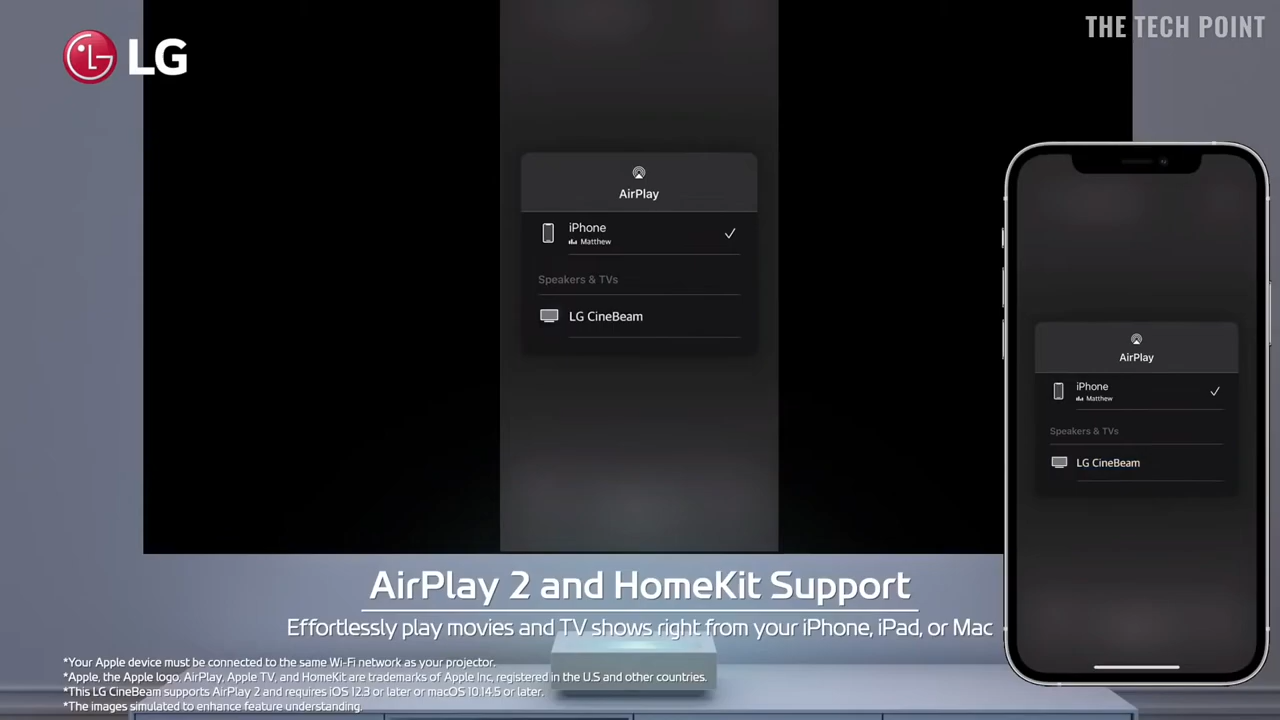 LG
THE TECH POINT
AirPlay
iPhone
Matthew
Speakers & TVs
LG CineBeam
AirPlay
iPhone
Matthew
Speakers & TVs
LG CineBeam
AirPlay 2 and HomeKit Support
Effortlessly play movies and TV shows right from your iPhone, iPad, or Mac
*Your Apple device must be connected to the same Wi-Fi network as your projector.
*Apple, the Apple logo, AirPlay, Apple TV, and HomeKit are trademarks of Apple Inc, registered in the U.S and other countries.
*This LG CineBeam supports AirPlay 2 and requires iOS 12.3 or later or macOS 10.14.5 or later.
*The images simulated to enhance feature understanding.